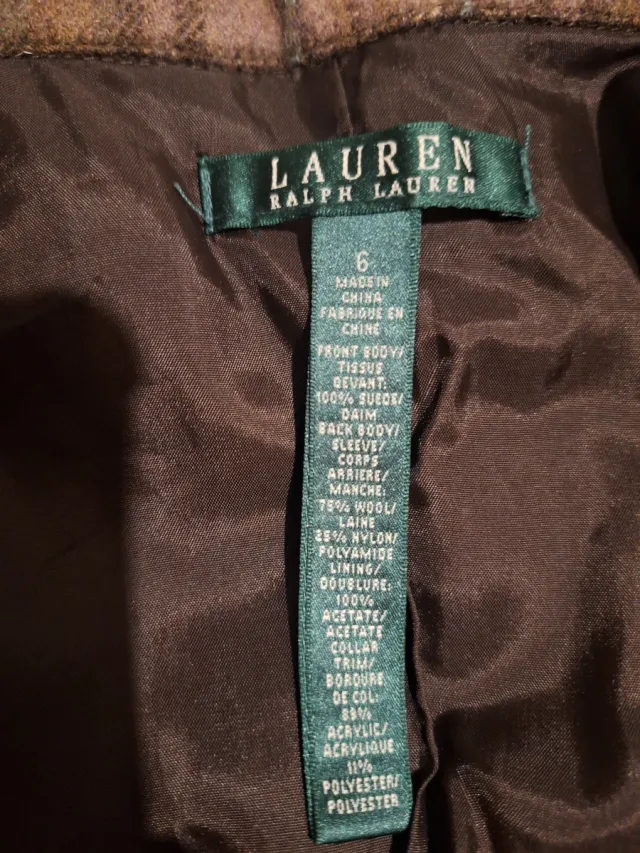 LAUREN
RALPH LAUREN
6
MADE IN
CHINA
FABRIQUE EN
CHINE
FRONT BODY/
TISSUS
DEVANT:
100% SUEDE/
DAIM
BACK BODY/
SLEEVE/
CORPS
ARRIERE/
MANCHE:
75% WOOL/
LAINE
25% NYLON/
POLYAMIDE
LINING/
DOUBLURE:
100%
ACETATE/
ACETATE
COLLAR
TRIM/
BORDURE
DE COL:
89%
ACRYLIC/
ACRYLIQUE
11%
POLYESTER/
POLYESTER